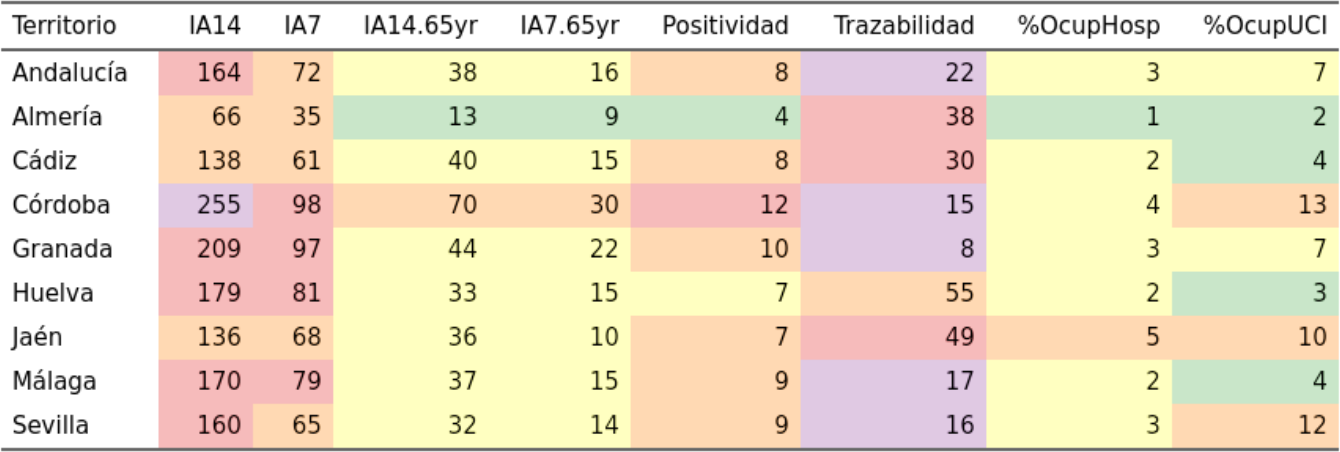 Territorio IA14 IA7 IA14.65yr IA7.65yr Positividad Trazabilidad %OcupHosp %OcupUCI
Andalucía 164 72 38 16 8 22 3 7
Almería 66 35 13 9 4 38 1 2
Cádiz 138 61 40 15 8 30 2 4
Córdoba 255 98 70 30 12 15 4 13
Granada 209 97 44 22 10 8 3 7
Huelva 179 81 33 15 7 55 2 3
Jaén 136 68 36 10 7 49 5 10
Málaga 170 79 37 15 9 17 2 4
Sevilla 160 65 32 14 9 16 3 12